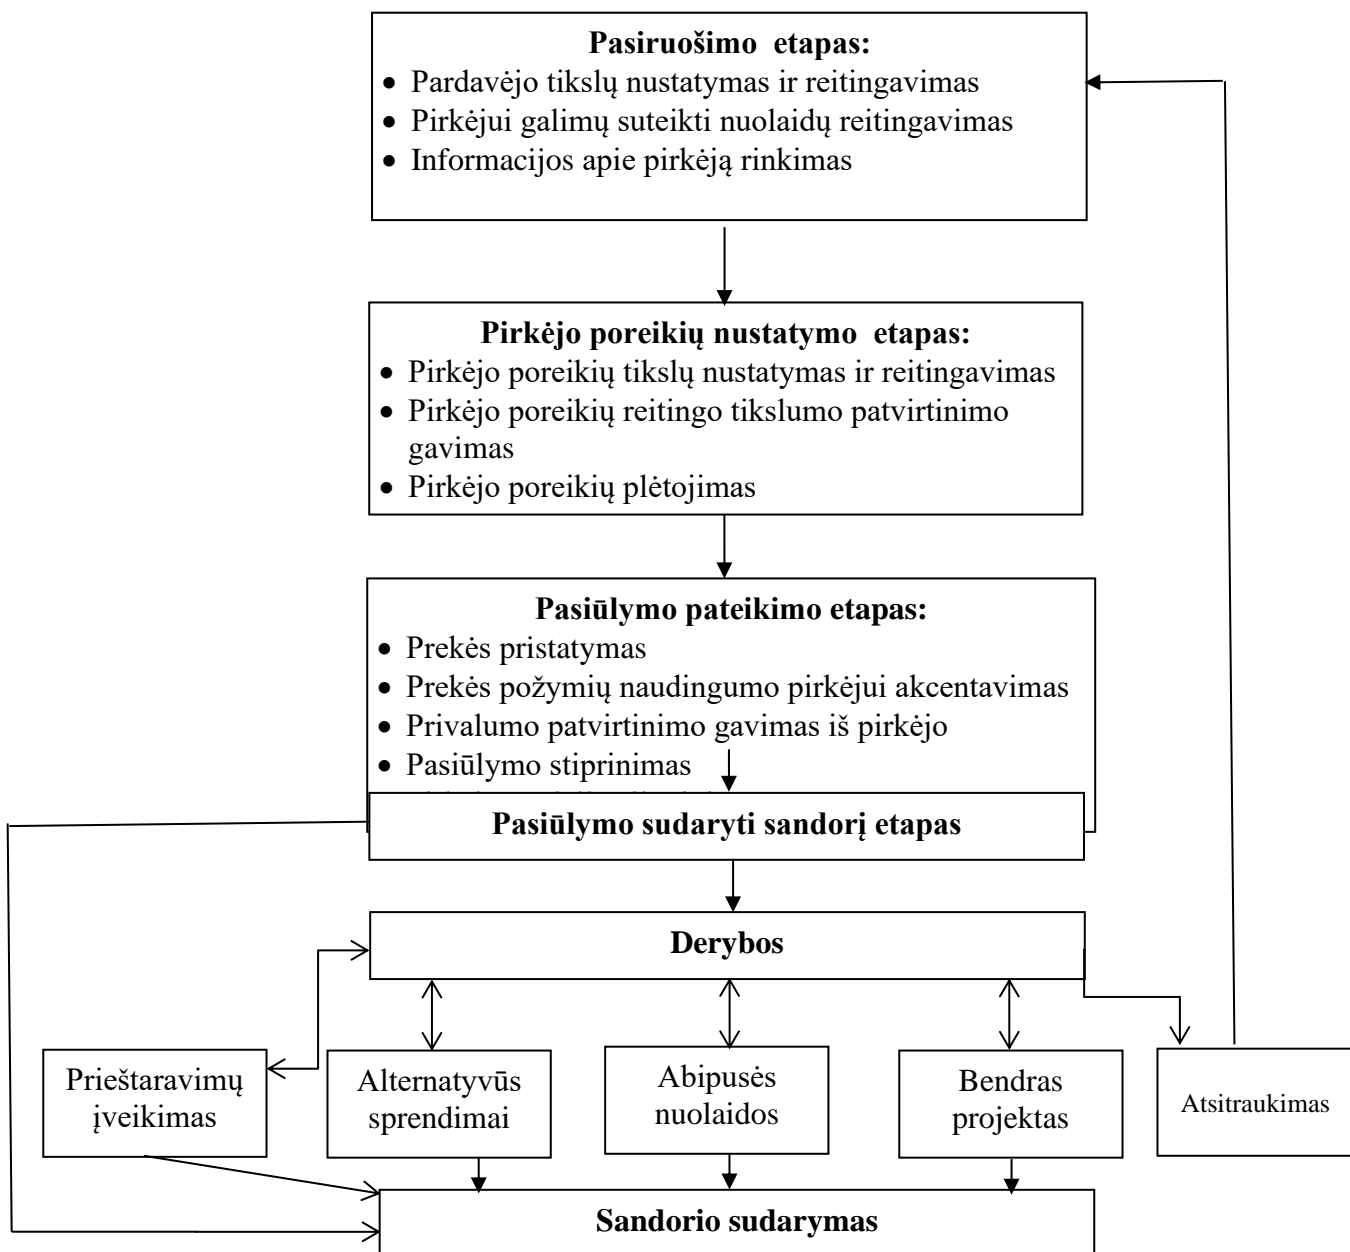 Pasiruošimo etapas:
• Pardavėjo tikslų nustatymas ir reitingavimas
• Pirkėjui galimų suteikti nuolaidų reitingavimas
• Informacijos apie pirkėją rinkimas
Pirkėjo poreikių nustatymo etapas:
• Pirkėjo poreikių tikslų nustatymas ir reitingavimas
• Pirkėjo poreikių reitingo tikslumo patvirtinimo
gavimas
• Pirkėjo poreikių plėtojimas
Pasiūlymo pateikimo etapas:
• Prekės pristatymas
• Prekės požymių naudingumo pirkėjui akcentavimas
• Privalumo patvirtinimo gavimas iš pirkėjo
• Pasiūlymo stiprinimas
Pasiūlymo sudaryti sandorį etapas
Derybos
Prieštaravimų
įveikimas
Alternatyvūs
sprendimai
Abipusės
nuolaidos
Bendras
projektas
Atsitraukimas
Sandorio sudarymas